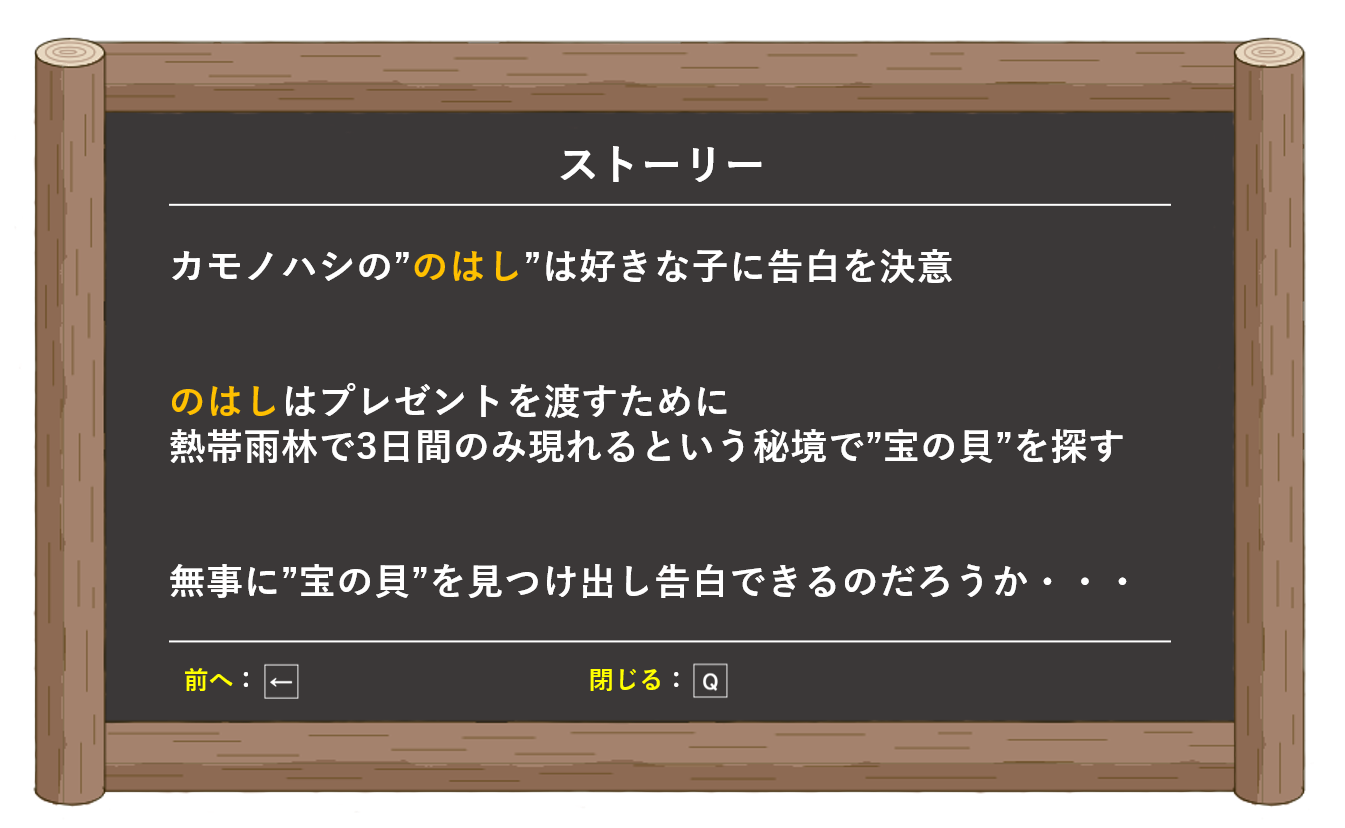 ストーリー
カモノハシの”のはし”は好きな子に告白を決意
のはしはプレゼントを渡すために
熱帯雨林で3日間のみ現れるという秘境で”宝の貝”を探す
無事に”宝の貝”を見つけ出し告白できるのだろうか・・・
前へ：← 閉じる：Q